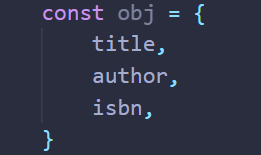 const obj = {
    title,
    author,
    isbn,
}